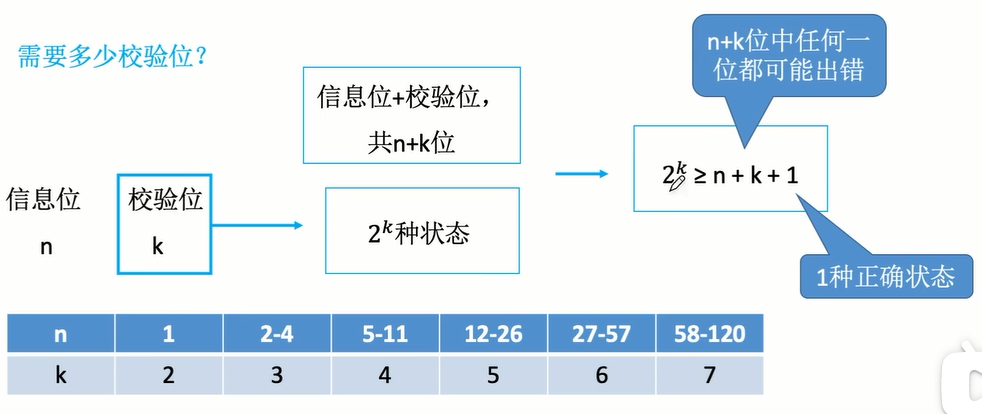 需要多少校验位？
n+k位中任何一
位都可能出错
信息位+校验位，
共n+k位
2^k ≥ n + k + 1
信息位
n
校验位
k
2^k种状态
1种正确状态
n 1 2-4 5-11 12-26 27-57 58-120
k 2 3 4 5 6 7